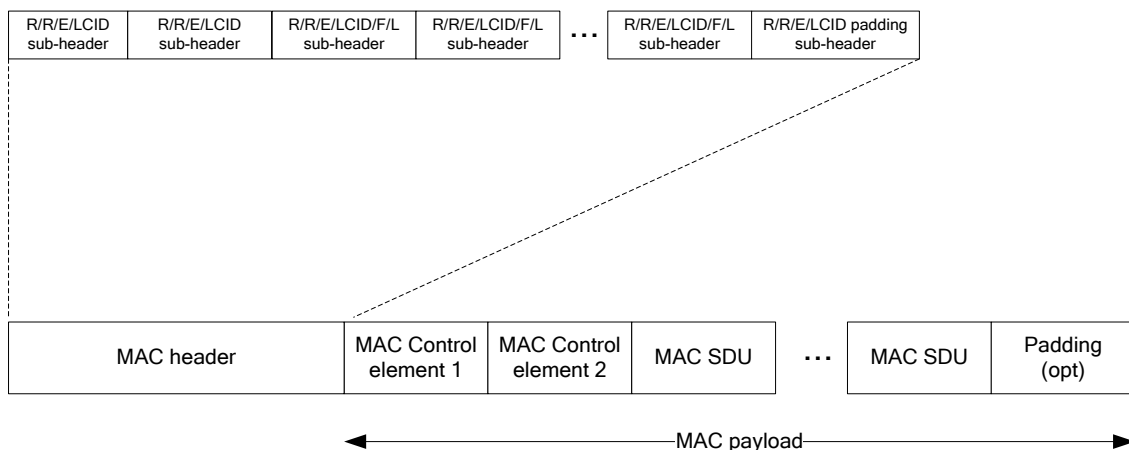 R/R/E/LCID
sub-header
R/R/E/LCID
sub-header
R/R/E/LCID/F/L
sub-header
R/R/E/LCID/F/L
sub-header
...
R/R/E/LCID/F/L
sub-header
R/R/E/LCID padding
sub-header
MAC header
MAC Control
element 1
MAC Control
element 2
MAC SDU
...
MAC SDU
Padding
(opt)
MAC payload